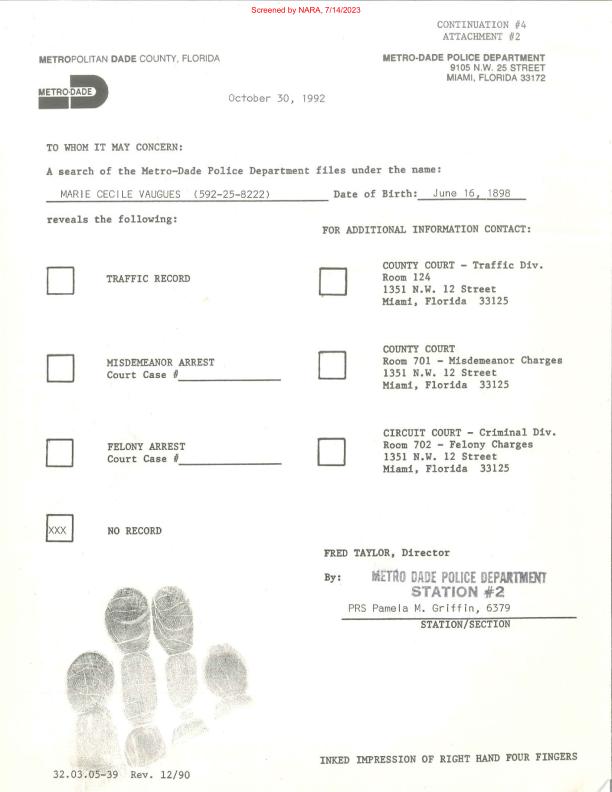 Screened by NARA, 7/14/2023
CONTINUATION #4
ATTACHMENT #2
METROPOLITAN DADE COUNTY, FLORIDA
METRO-DADE
METRO-DADE POLICE DEPARTMENT
9105 N.W. 25 STREET
MIAMI, FLORIDA 33172
October 30, 1992
TO WHOM IT MAY CONCERN:
A search of the Metro-Dade Police Department files under the name:
MARIE CECILE VAUGUES (592-25-8222) Date of Birth: June 16, 1898
reveals the following:
FOR ADDITIONAL INFORMATION CONTACT:
TRAFFIC RECORD
COUNTY COURT - Traffic Div.
Room 124
1351 N.W. 12 Street
Miami, Florida 33125
MISDEMEANOR ARREST
Court Case #
COUNTY COURT
Room 701 - Misdemeanor Charges
1351 N.W. 12 Street
Miami, Florida 33125
FELONY ARREST
Court Case #
CIRCUIT COURT - Criminal Div.
Room 702 - Felony Charges
1351 N.W. 12 Street
Miami, Florida 33125
XXX NO RECORD
FRED TAYLOR, Director
By: METRO DADE POLICE DEPARTMENT
STATION #2
PRS Pamela M. Griffin, 6379
STATION/SECTION
INKED IMPRESSION OF RIGHT HAND FOUR FINGERS
32.03.05-39 Rev. 12/90